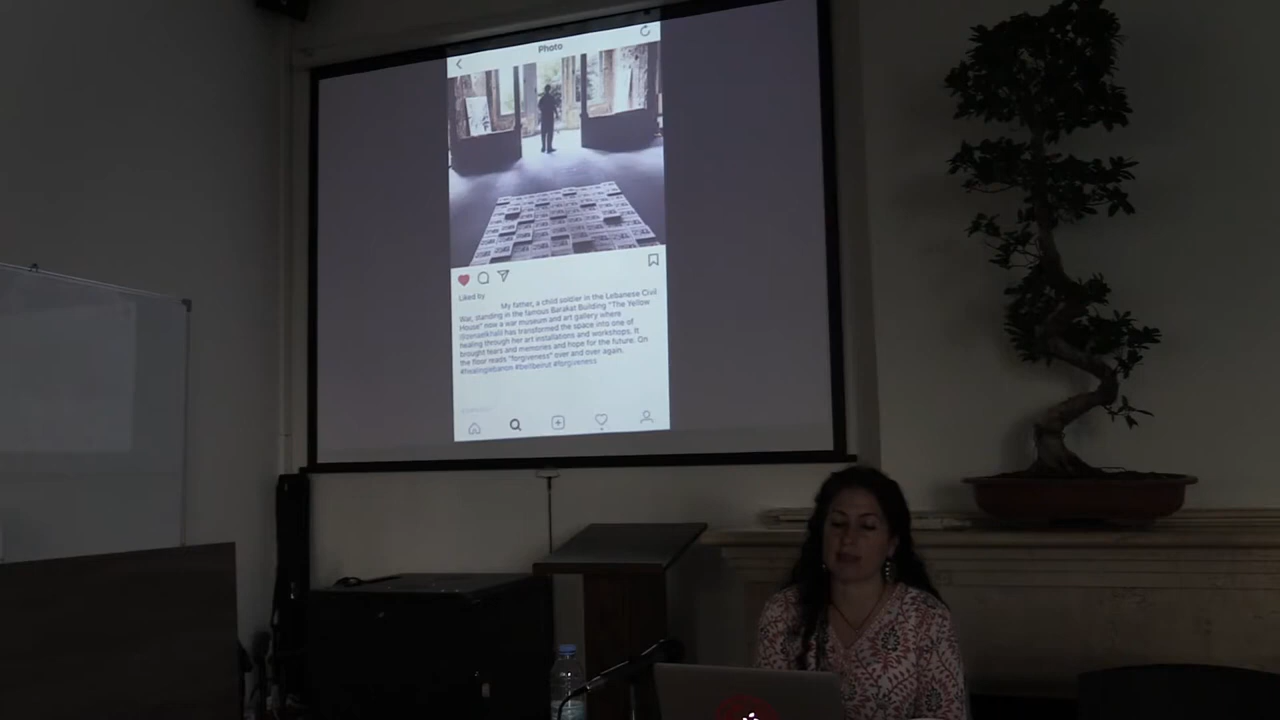 Photo
Liked by
My father, a child soldier in the Lebanese Civil
War, standing in the famous Barakat Building "The Yellow
House" now a war museum and art gallery where
@zenaelkhalil has transformed the space into one of
healing through her art installations and workshops. It
brought tears and memories and hope for the future. On
the floor reads "forgiveness" over and over again.
#healinglebanon #beitbeirut #forgiveness